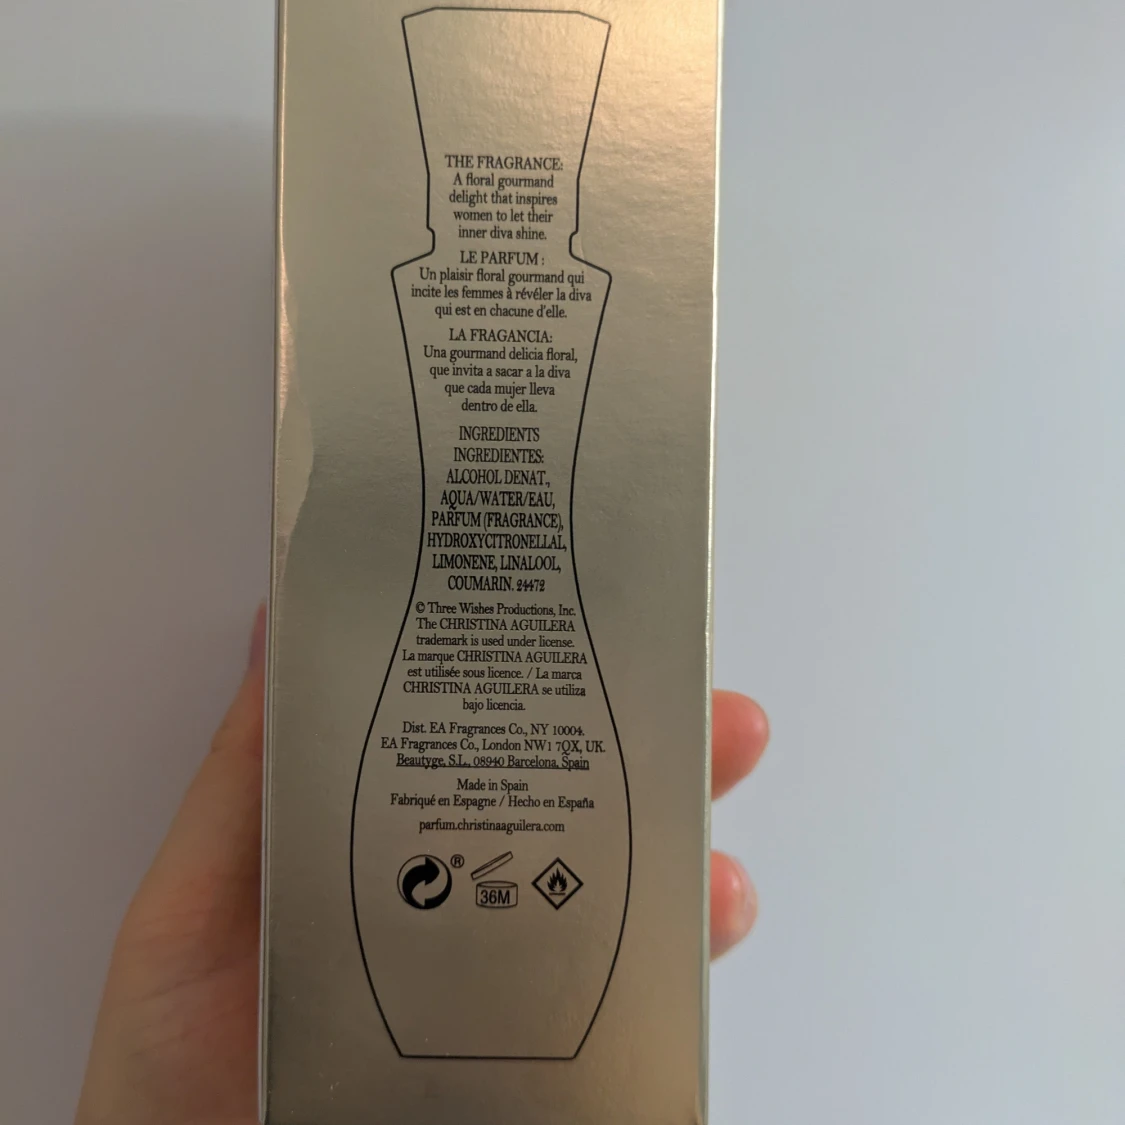 THE FRAGRANCE:
A floral gourmand
delight that inspires
women to let their
inner diva shine.
LE PARFUM :
Un plaisir floral gourmand qui
incite les femmes à révéler la diva
qui est en chacune d'elle.
LA FRAGANCIA:
Una gourmand delicia floral,
que invita a sacar a la diva
que cada mujer lleva
dentro de ella.
INGREDIENTS
INGREDIENTES:
ALCOHOL DENAT.,
AQUA/WATER/EAU,
PARFUM (FRAGRANCE),
HYDROXYCITRONELLAL,
LIMONENE, LINALOOL,
COUMARIN. 24472
© Three Wishes Productions, Inc.
The CHRISTINA AGUILERA
trademark is used under license.
La marque CHRISTINA AGUILERA
est utilisée sous licence. / La marca
CHRISTINA AGUILERA se utiliza
bajo licencia.
Dist. EA Fragrances Co., NY 10004.
EA Fragrances Co., London NW1 7QX, UK.
Beautyge, S.L., 08940 Barcelona, Spain
Made in Spain
Fabriqué en Espagne / Hecho en España
parfum.christinaaguilera.com
® 36M